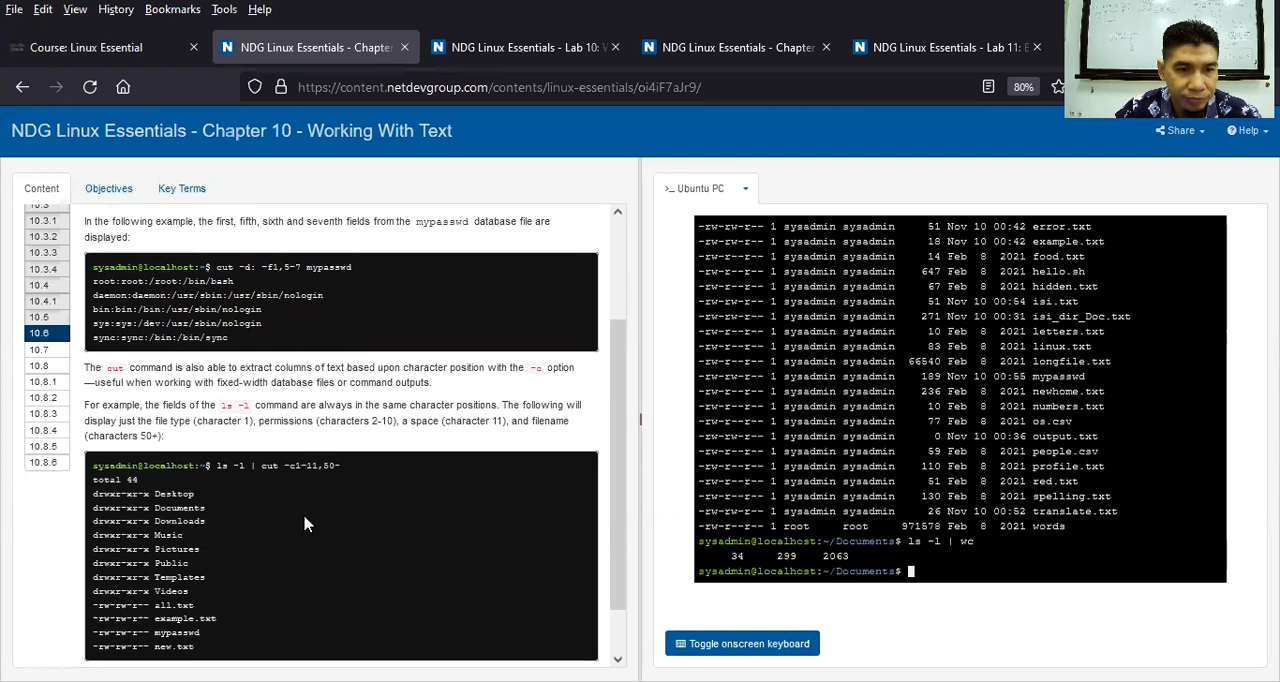 File Edit View History Bookmarks Tools Help
Course: Linux Essential
NDG Linux Essentials - Chapter
NDG Linux Essentials - Lab 10: V
NDG Linux Essentials - Chapter
NDG Linux Essentials - Lab 11: E
https://content.netdevgroup.com/contents/linux-essentials/oi4iF7aJr9/
80%
NDG Linux Essentials - Chapter 10 - Working With Text
Share
Help
Content
Objectives
Key Terms
10.3
10.3.1
10.3.2
10.3.3
10.3.4
10.4
10.4.1
10.5
10.6
10.7
10.8
10.8.1
10.8.2
10.8.3
10.8.4
10.8.5
10.8.6
In the following example, the first, fifth, sixth and seventh fields from the mypasswd database file are
displayed:
sysadmin@localhost:~$ cut -d: -f1,5-7 mypasswd
root:root:/root:/bin/bash
daemon:daemon:/usr/sbin:/usr/sbin/nologin
bin:bin:/bin:/usr/sbin/nologin
sys:sys:/dev:/usr/sbin/nologin
sync:sync:/bin:/bin/sync
The cut command is also able to extract columns of text based upon character position with the -c option
—useful when working with fixed-width database files or command outputs.
For example, the fields of the ls -l command are always in the same character positions. The following will
display just the file type (character 1), permissions (characters 2-10), a space (character 11), and filename
(characters 50+):
sysadmin@localhost:~$ ls -l | cut -c1-11,50-
total 44
drwxr-xr-x Desktop
drwxr-xr-x Documents
drwxr-xr-x Downloads
drwxr-xr-x Music
drwxr-xr-x Pictures
drwxr-xr-x Public
drwxr-xr-x Templates
drwxr-xr-x Videos
-rw-rw-r-- all.txt
-rw-rw-r-- example.txt
-rw-rw-r-- mypasswd
-rw-rw-r-- new.txt
>_ Ubuntu PC
-rw-rw-r-- 1 sysadmin sysadmin 51 Nov 10 00:42 error.txt
-rw-rw-r-- 1 sysadmin sysadmin 18 Nov 10 00:42 example.txt
-rw-rw-r-- 1 sysadmin sysadmin 14 Feb 8 2021 food.txt
-rw-rw-r-- 1 sysadmin sysadmin 647 Feb 8 2021 hello.sh
-rw-rw-r-- 1 sysadmin sysadmin 67 Feb 8 2021 hidden.txt
-rw-rw-r-- 1 sysadmin sysadmin 51 Nov 10 00:54 isi.txt
-rw-rw-r-- 1 sysadmin sysadmin 271 Nov 10 00:31 isi_dir_Doc.txt
-rw-rw-r-- 1 sysadmin sysadmin 10 Feb 8 2021 letters.txt
-rw-rw-r-- 1 sysadmin sysadmin 83 Feb 8 2021 linux.txt
-rw-rw-r-- 1 sysadmin sysadmin 66540 Feb 8 2021 longfile.txt
-rw-rw-r-- 1 sysadmin sysadmin 189 Nov 10 00:55 mypasswd
-rw-rw-r-- 1 sysadmin sysadmin 236 Feb 8 2021 newhome.txt
-rw-rw-r-- 1 sysadmin sysadmin 10 Feb 8 2021 numbers.txt
-rw-rw-r-- 1 sysadmin sysadmin 77 Feb 8 2021 os.csv
-rw-rw-r-- 1 sysadmin sysadmin 0 Nov 10 00:36 output.txt
-rw-rw-r-- 1 sysadmin sysadmin 59 Feb 8 2021 people.csv
-rw-rw-r-- 1 sysadmin sysadmin 110 Feb 8 2021 profile.txt
-rw-rw-r-- 1 sysadmin sysadmin 51 Feb 8 2021 red.txt
-rw-rw-r-- 1 sysadmin sysadmin 130 Feb 8 2021 spelling.txt
-rw-rw-r-- 1 sysadmin sysadmin 26 Nov 10 00:52 translate.txt
-rw-rw-r-- 1 root root 971578 Feb 8 2021 words
sysadmin@localhost:~/Documents$ ls -l | wc
34 299 2063
sysadmin@localhost:~/Documents$
Toggle onscreen keyboard